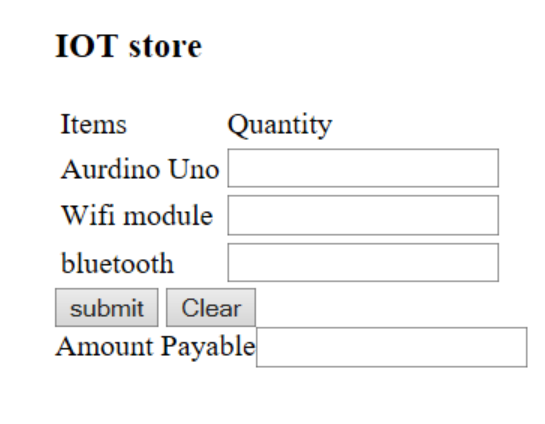 IOT store
Items Quantity
Aurdino Uno
Wifi module
bluetooth
submit Clear
Amount Payable